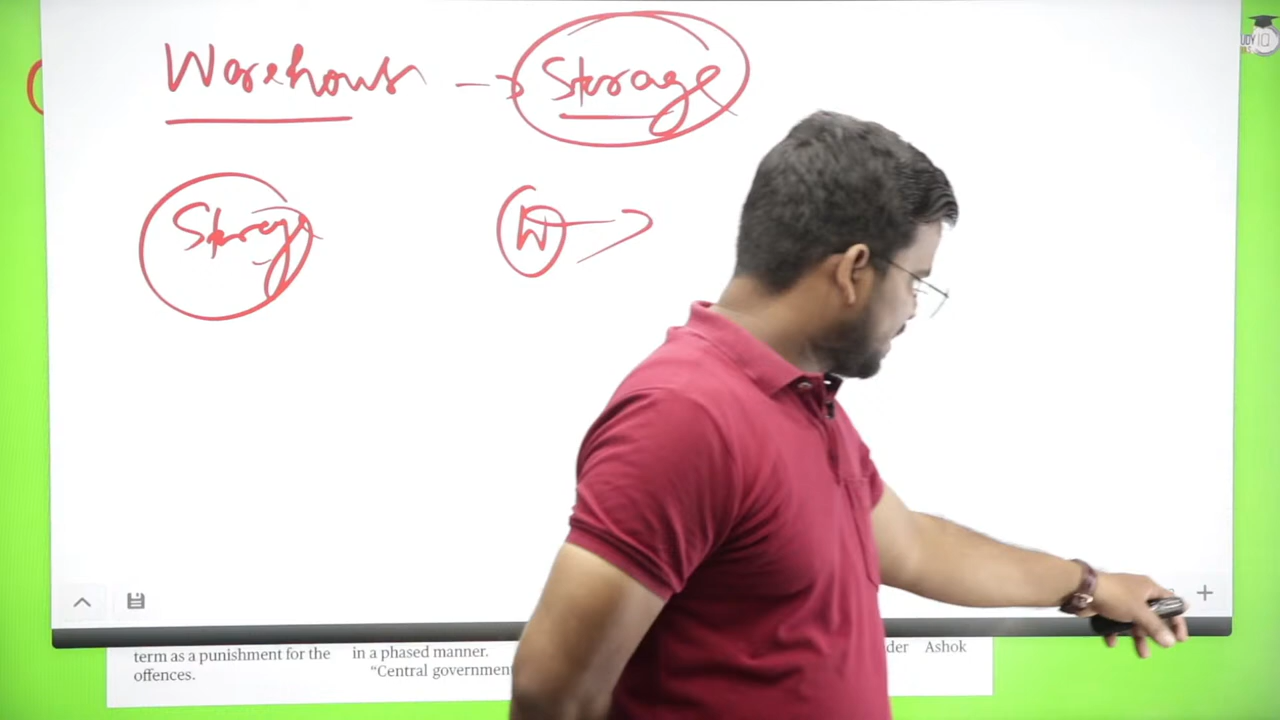 Warehouse → Storage
Storage W
term as a punishment for the
offences.
in a phased manner.
“Central government
der Ashok